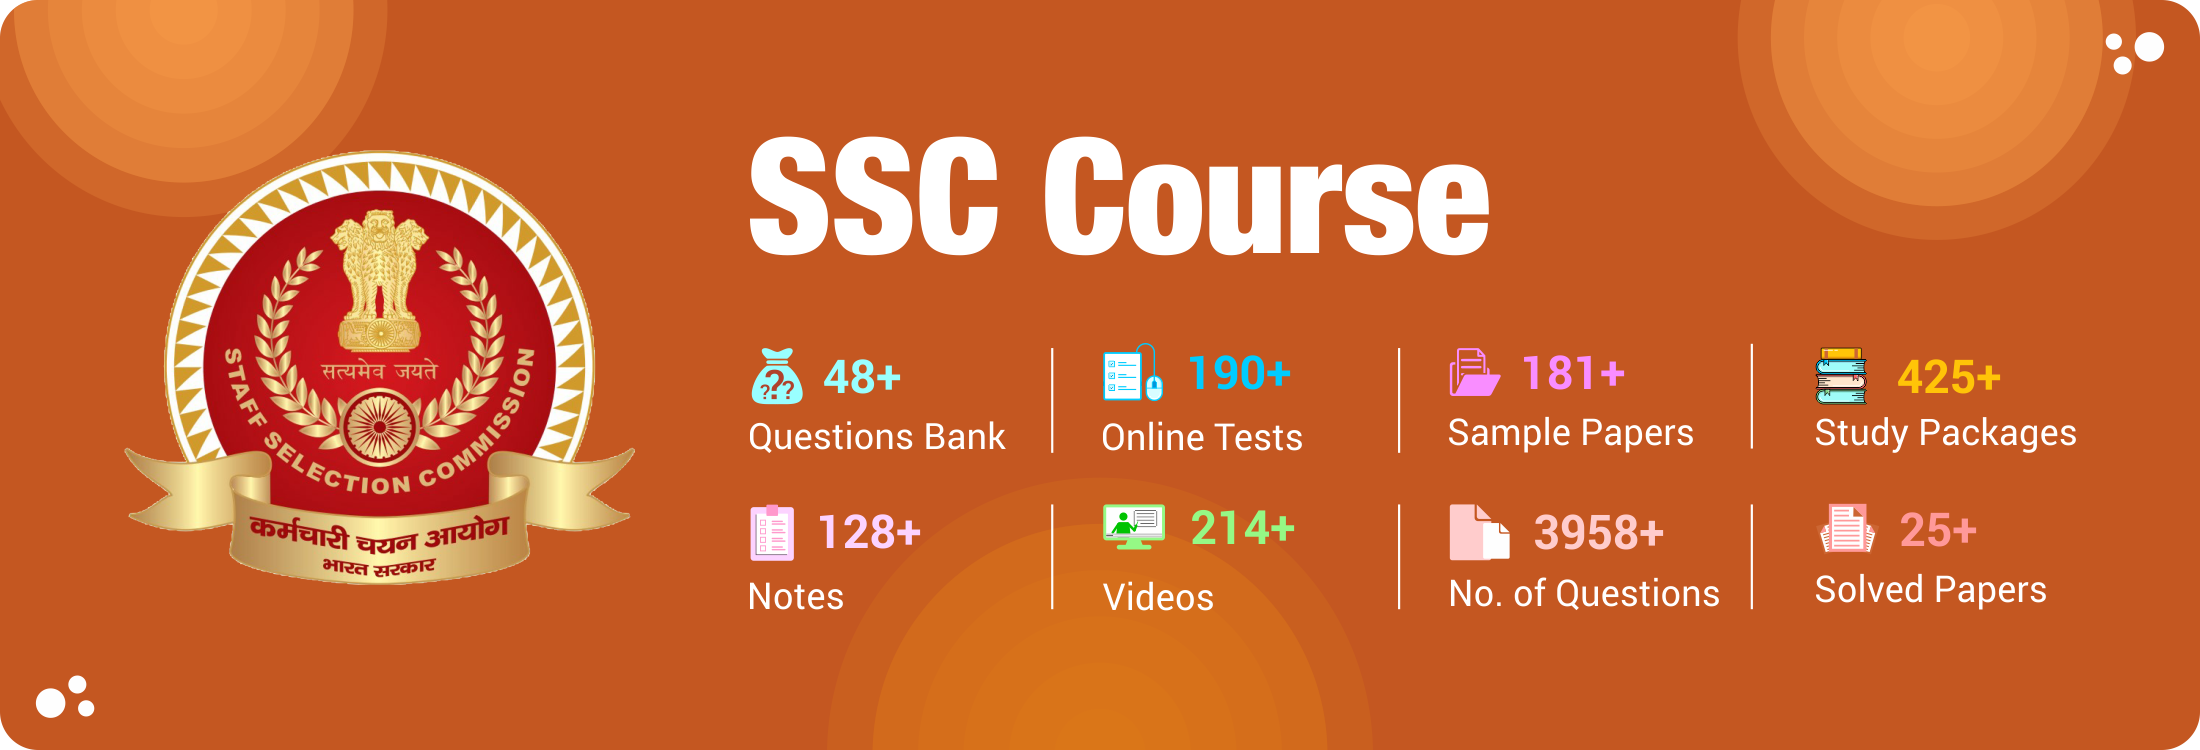 सत्यमेव जयते
STAFF SELECTION COMMISSION
कर्मचारी चयन आयोग
भारत सरकार
SSC Course
???
48+
Questions Bank
190+
Online Tests
181+
Sample Papers
425+
Study Packages
128+
Notes
214+
Videos
3958+
No. of Questions
25+
Solved Papers